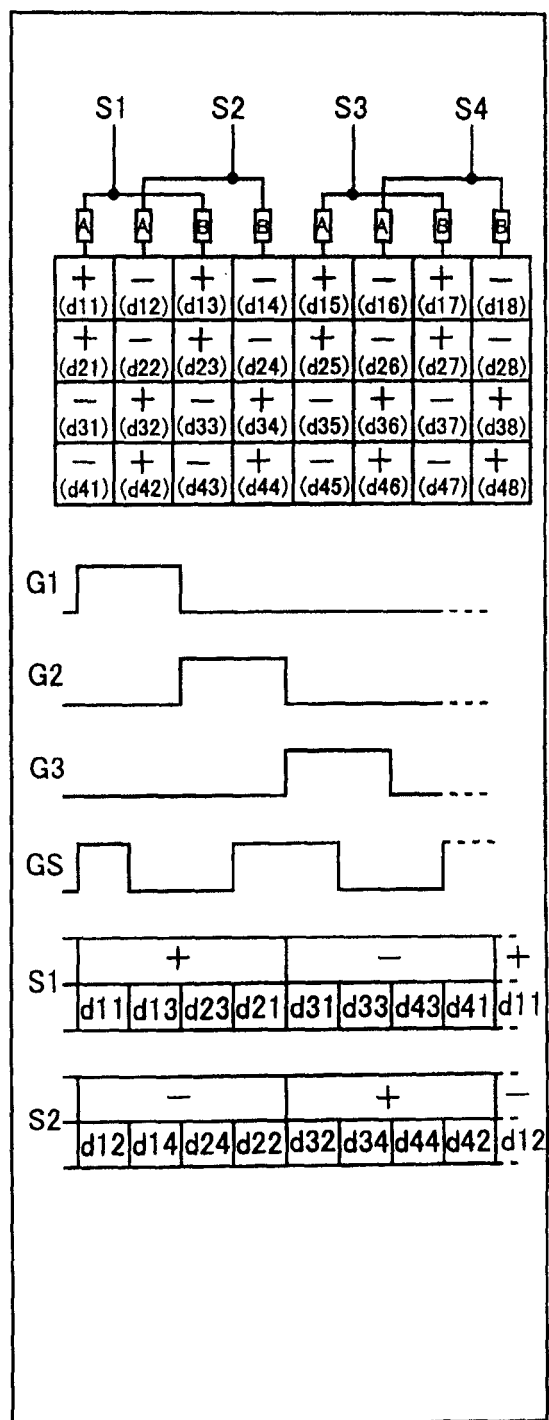 S1 S2 S3 S4
A A B B A A B B
+ − + − + − + −
(d11) (d12) (d13) (d14) (d15) (d16) (d17) (d18)
+ − + − + − + −
(d21) (d22) (d23) (d24) (d25) (d26) (d27) (d28)
− + − + − + − +
(d31) (d32) (d33) (d34) (d35) (d36) (d37) (d38)
− + − + − + − +
(d41) (d42) (d43) (d44) (d45) (d46) (d47) (d48)
G1
G2
G3
GS
+ − +
S1
d11 d13 d23 d21 d31 d33 d43 d41 d11
− + −
S2
d12 d14 d24 d22 d32 d34 d44 d42 d12